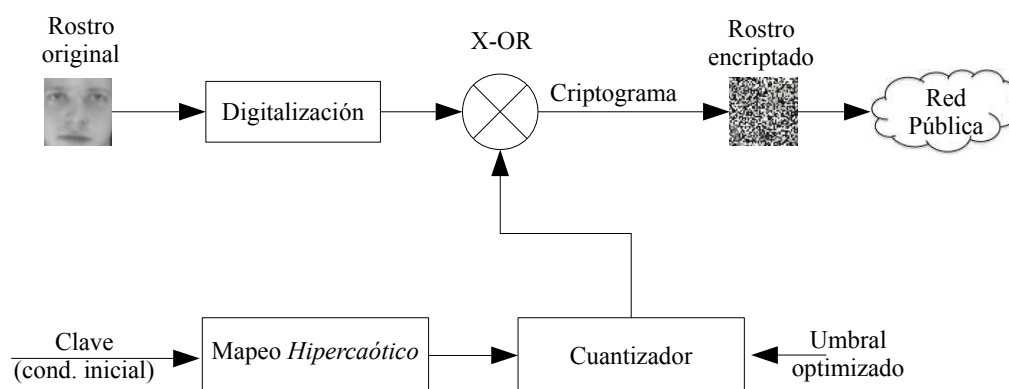 Rostro
original
X-OR
Rostro
encriptado
Digitalización
Criptograma
Red
Pública
Clave
(cond. inicial)
Mapeo Hipercaótico
Cuantizador
Umbral
optimizado